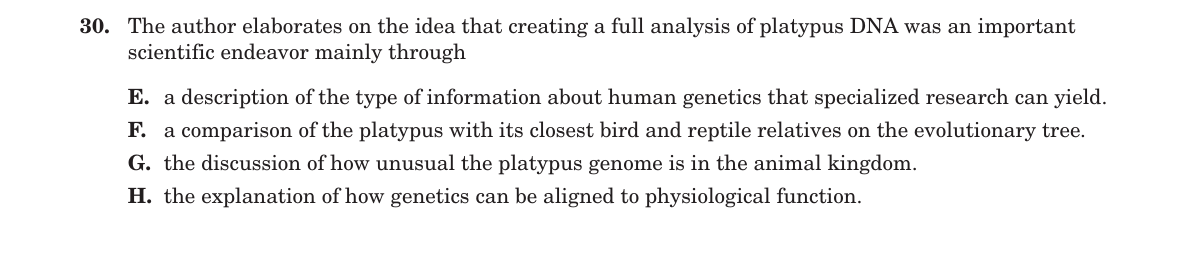 30. The author elaborates on the idea that creating a full analysis of platypus DNA was an important
scientific endeavor mainly through
E. a description of the type of information about human genetics that specialized research can yield.
F. a comparison of the platypus with its closest bird and reptile relatives on the evolutionary tree.
G. the discussion of how unusual the platypus genome is in the animal kingdom.
H. the explanation of how genetics can be aligned to physiological function.